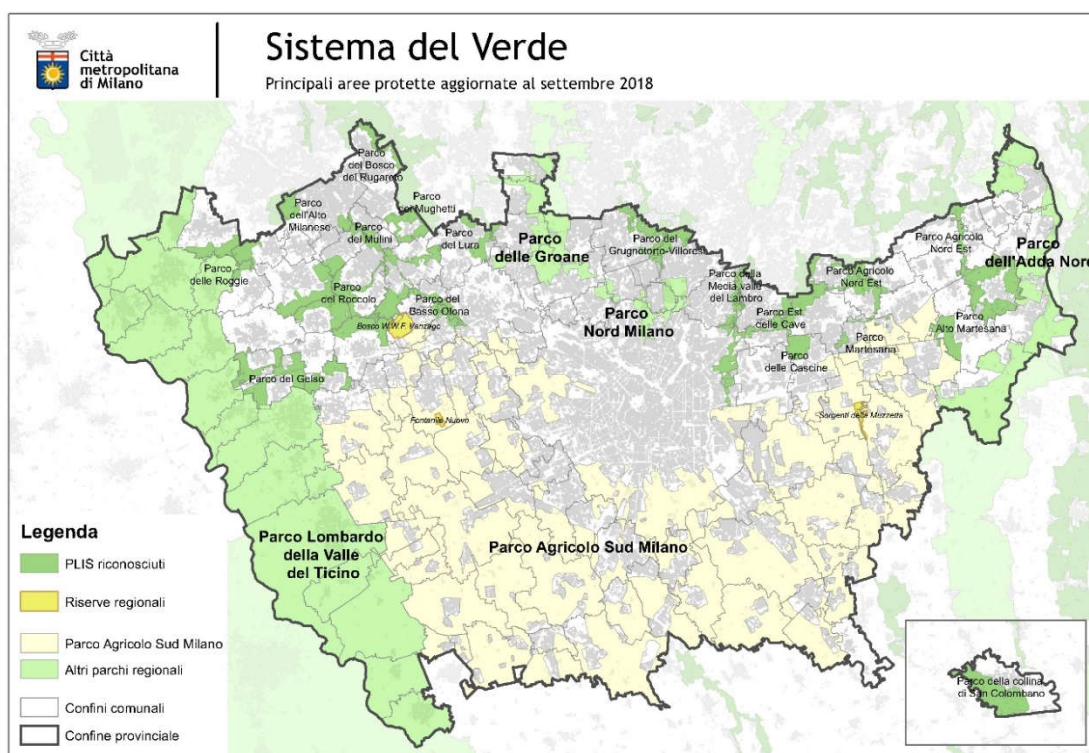 Città
metropolitana
di Milano
Sistema del Verde
Principali aree protette aggiornate al settembre 2018
Parco
del Bosco
del Rugareto
Parco
dell'Alto
Milanese
Parco
dei Mughetti
Parco
dei Mulini
Parco
del Lura
Parco
delle Groane
Parco del
Grugnotorto-Villoresi
Parco Agricolo
Nord Est
Parco
dell'Adda Nord
Parco
delle Roggie
Parco
del Roccolo
Parco del
Basso Olona
Bosco W.W.F. Vanzago
Parco
Nord Milano
Parco della
Media valle
del Lambro
Parco Agricolo
Nord Est
Parco Est
delle Cave
Parco
Alto Martesana
Parco
Martesana
Parco
delle Cascine
Parco del Gelso
Fontanile Nuovo
Sorgenti della Muzzetta
Parco Lombardo
della Valle
del Ticino
Parco Agricolo Sud Milano
Legenda
PLIS riconosciuti
Riserve regionali
Parco Agricolo Sud Milano
Altri parchi regionali
Confini comunali
Confine provinciale
Parco della collina
di San Colombano